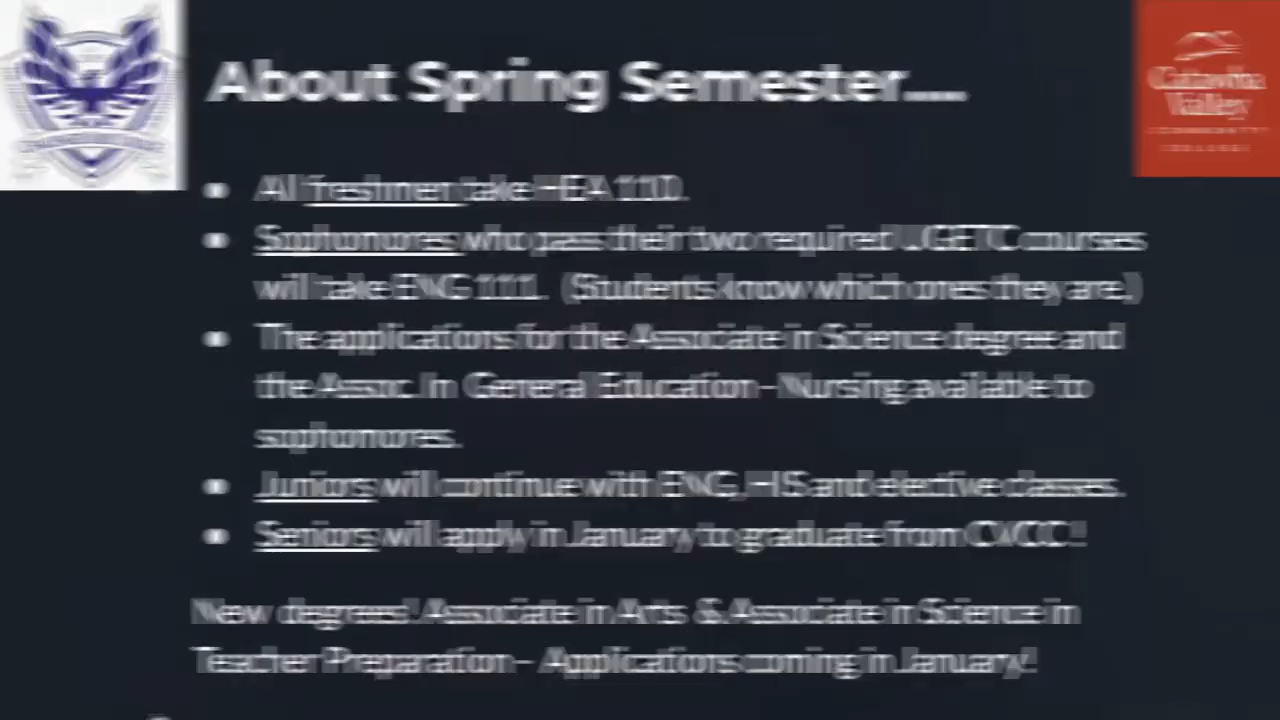 About Spring Semester....
Catawba
Valley
COMMUNITY
COLLEGE
All freshmen take HEA 110.
Sophomores who pass their two required UGETC courses
will take ENG 111. (Students know which ones they are.)
The applications for the Associate in Science degree and
the Assoc. In General Education - Nursing available to
sophomores.
Juniors will continue with ENG, HIS and elective classes.
Seniors will apply in January to graduate from CVCC!
New degrees! Associate in Arts & Associate in Science in
Teacher Preparation - Applications coming in January!